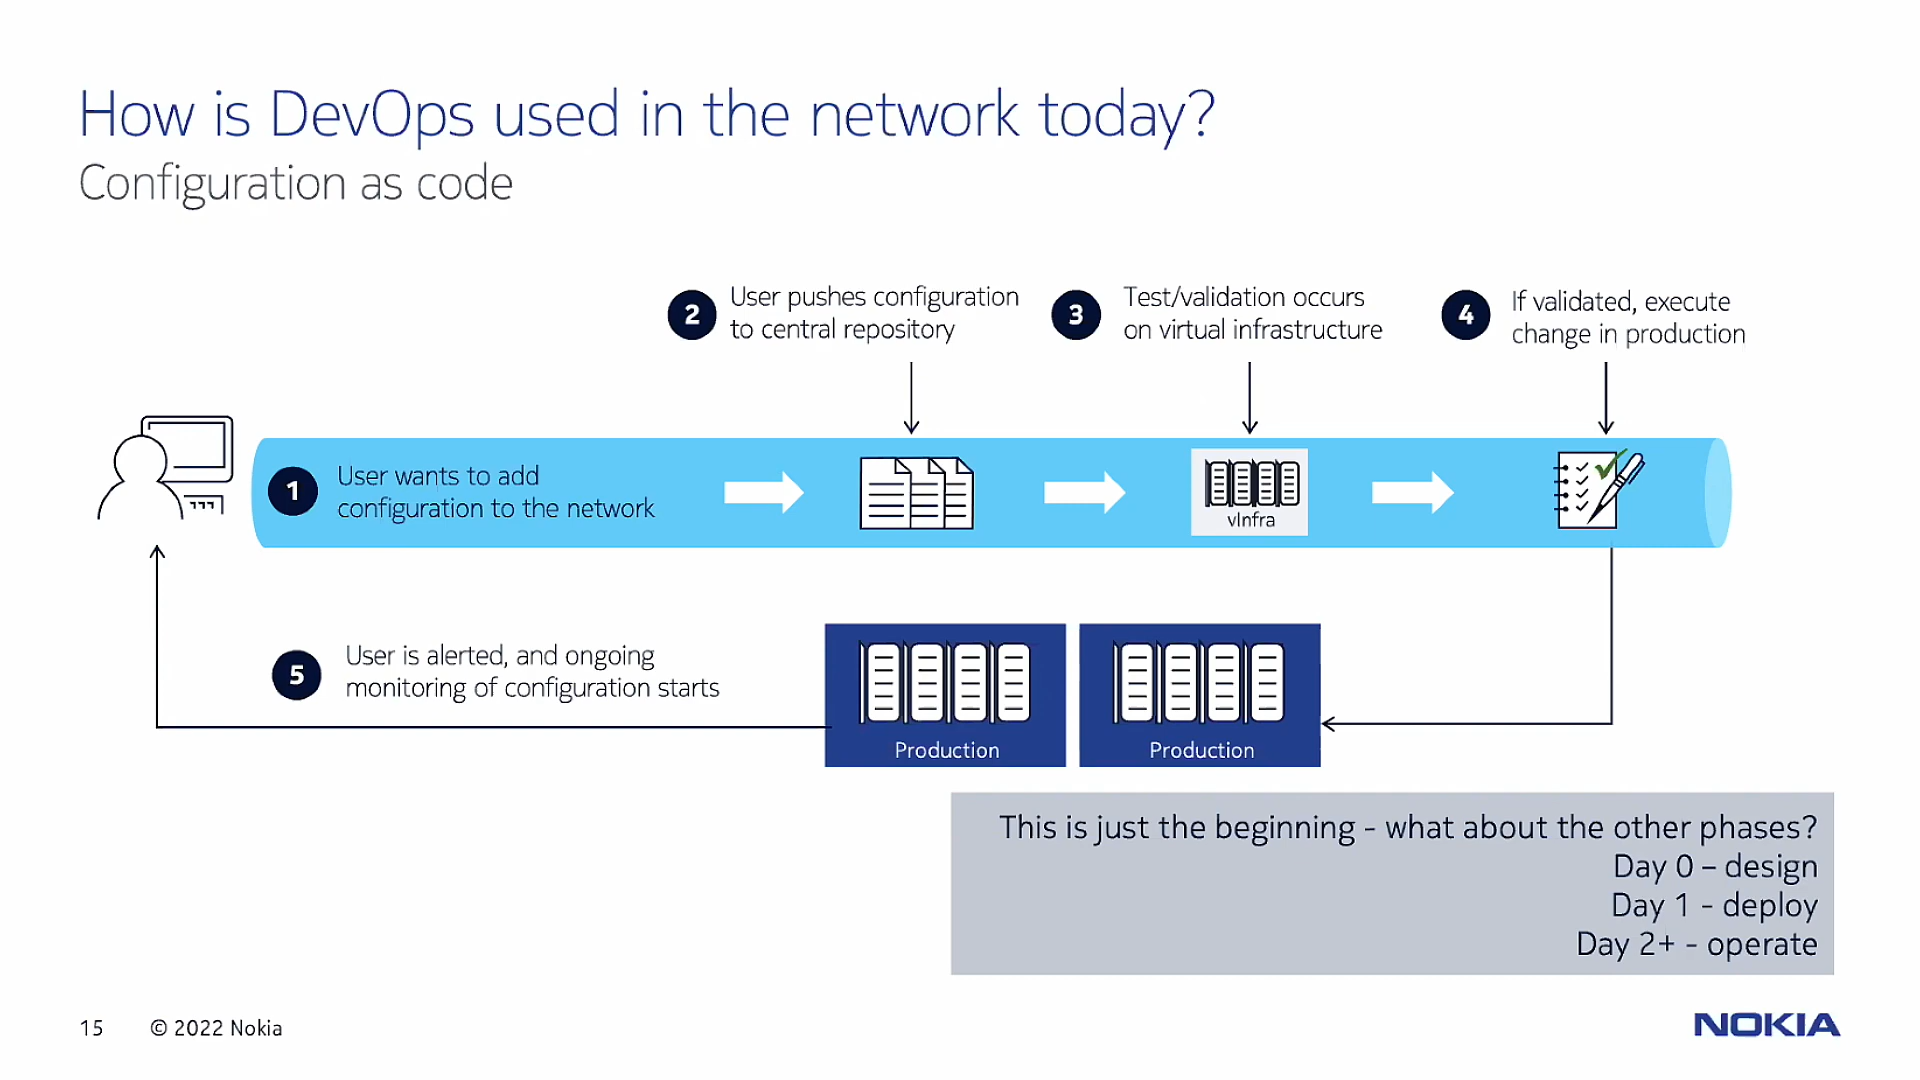 How is DevOps used in the network today?
Configuration as code
2
User pushes configuration
to central repository
3
Test/validation occurs
on virtual infrastructure
4
If validated, execute
change in production
1
User wants to add
configuration to the network
vInfra
5
User is alerted, and ongoing
monitoring of configuration starts
Production
Production
This is just the beginning - what about the other phases?
Day 0 – design
Day 1 - deploy
Day 2+ - operate
15
© 2022 Nokia
NOKIA